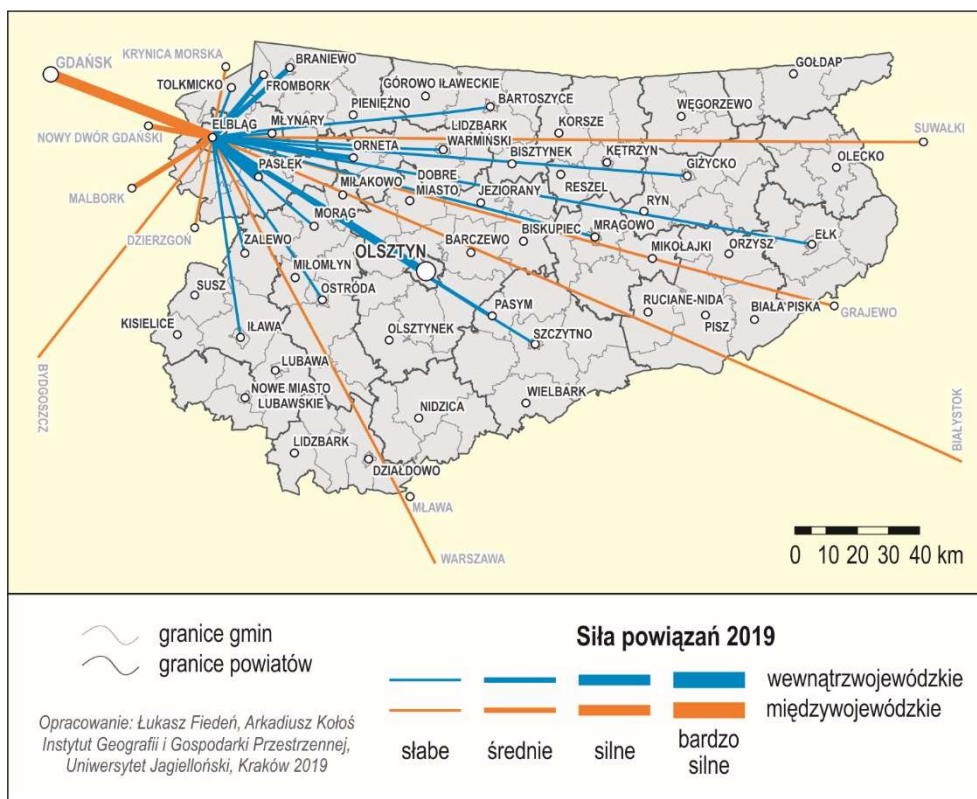 GDAŃSK
KRYNICA MORSKA
BRANIEWO
TOLKMICKO
FROMBORK
GÓROWO IŁAWECKIE
GOŁDAP
PIENIĘŻNO
BARTOSZYCE
WĘGORZEWO
ELBLĄG
MŁYNARY
NOWY DWÓR GDAŃSKI
LIDZBARK
WARMIŃSKI
KORSZE
SUWAŁKI
ORNETA
BISZTYNEK
KĘTRZYN
GIŻYCKO
OLECKO
PASŁĘK
DOBRE
MIASTO
JEZIORANY
RESZEL
MALBORK
MIŁAKOWO
RYN
MORĄG
BISKUPIEC
MRĄGOWO
DZIERZGOŃ
ZALEWO
OLSZTYN
BARCZEWO
MIKOŁAJKI
ORZYSZ
EŁK
MIŁOMŁYN
SUSZ
OSTRÓDA
PASYM
RUCIANE-NIDA
BIAŁA PISKA
GRAJEWO
KISIELICE
IŁAWA
OLSZTYNEK
SZCZYTNO
PISZ
BYDGOSZCZ
LUBAWA
NOWE MIASTO
LUBAWSKIE
NIDZICA
WIELBARK
BIAŁYSTOK
LIDZBARK
DZIAŁDOWO
MŁAWA
WARSZAWA
0 10 20 30 40 km
granice gmin
granice powiatów
Siła powiązań 2019
wewnątrzwojewódzkie
międzywojewódzkie
słabe średnie silne bardzo
silne
Opracowanie: Łukasz Fiedeń, Arkadiusz Kołoś
Instytut Geografii i Gospodarki Przestrzennej,
Uniwersytet Jagielloński, Kraków 2019